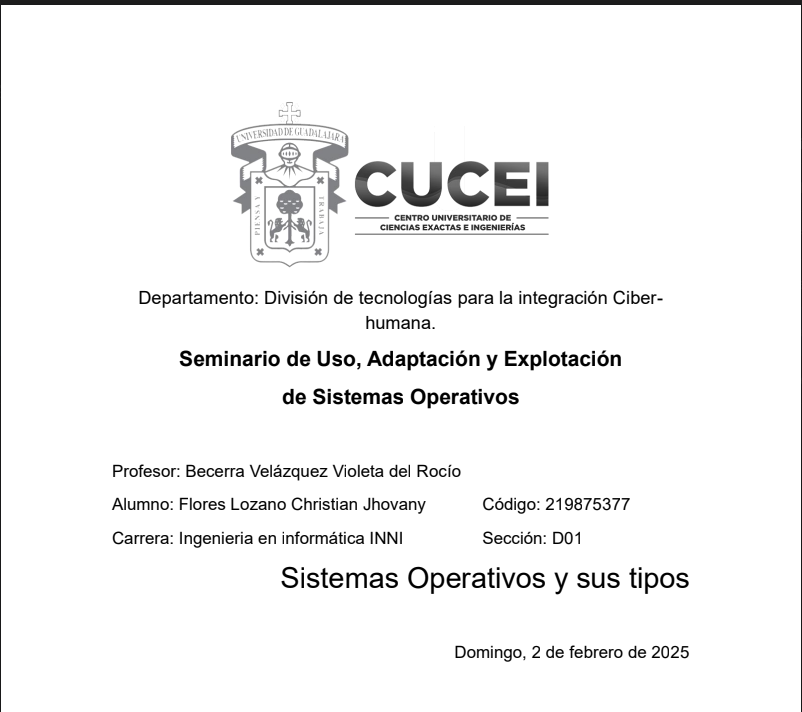 UNIVERSIDAD DE GUADALAJARA
PIENSA Y
TRABAJA
CUCEI
CENTRO UNIVERSITARIO DE
CIENCIAS EXACTAS E INGENIERÍAS
Departamento: División de tecnologías para la integración Ciber-
humana.
Seminario de Uso, Adaptación y Explotación
de Sistemas Operativos
Profesor: Becerra Velázquez Violeta del Rocío
Alumno: Flores Lozano Christian Jhovany Código: 219875377
Carrera: Ingenieria en informática INNI Sección: D01
Sistemas Operativos y sus tipos
Domingo, 2 de febrero de 2025